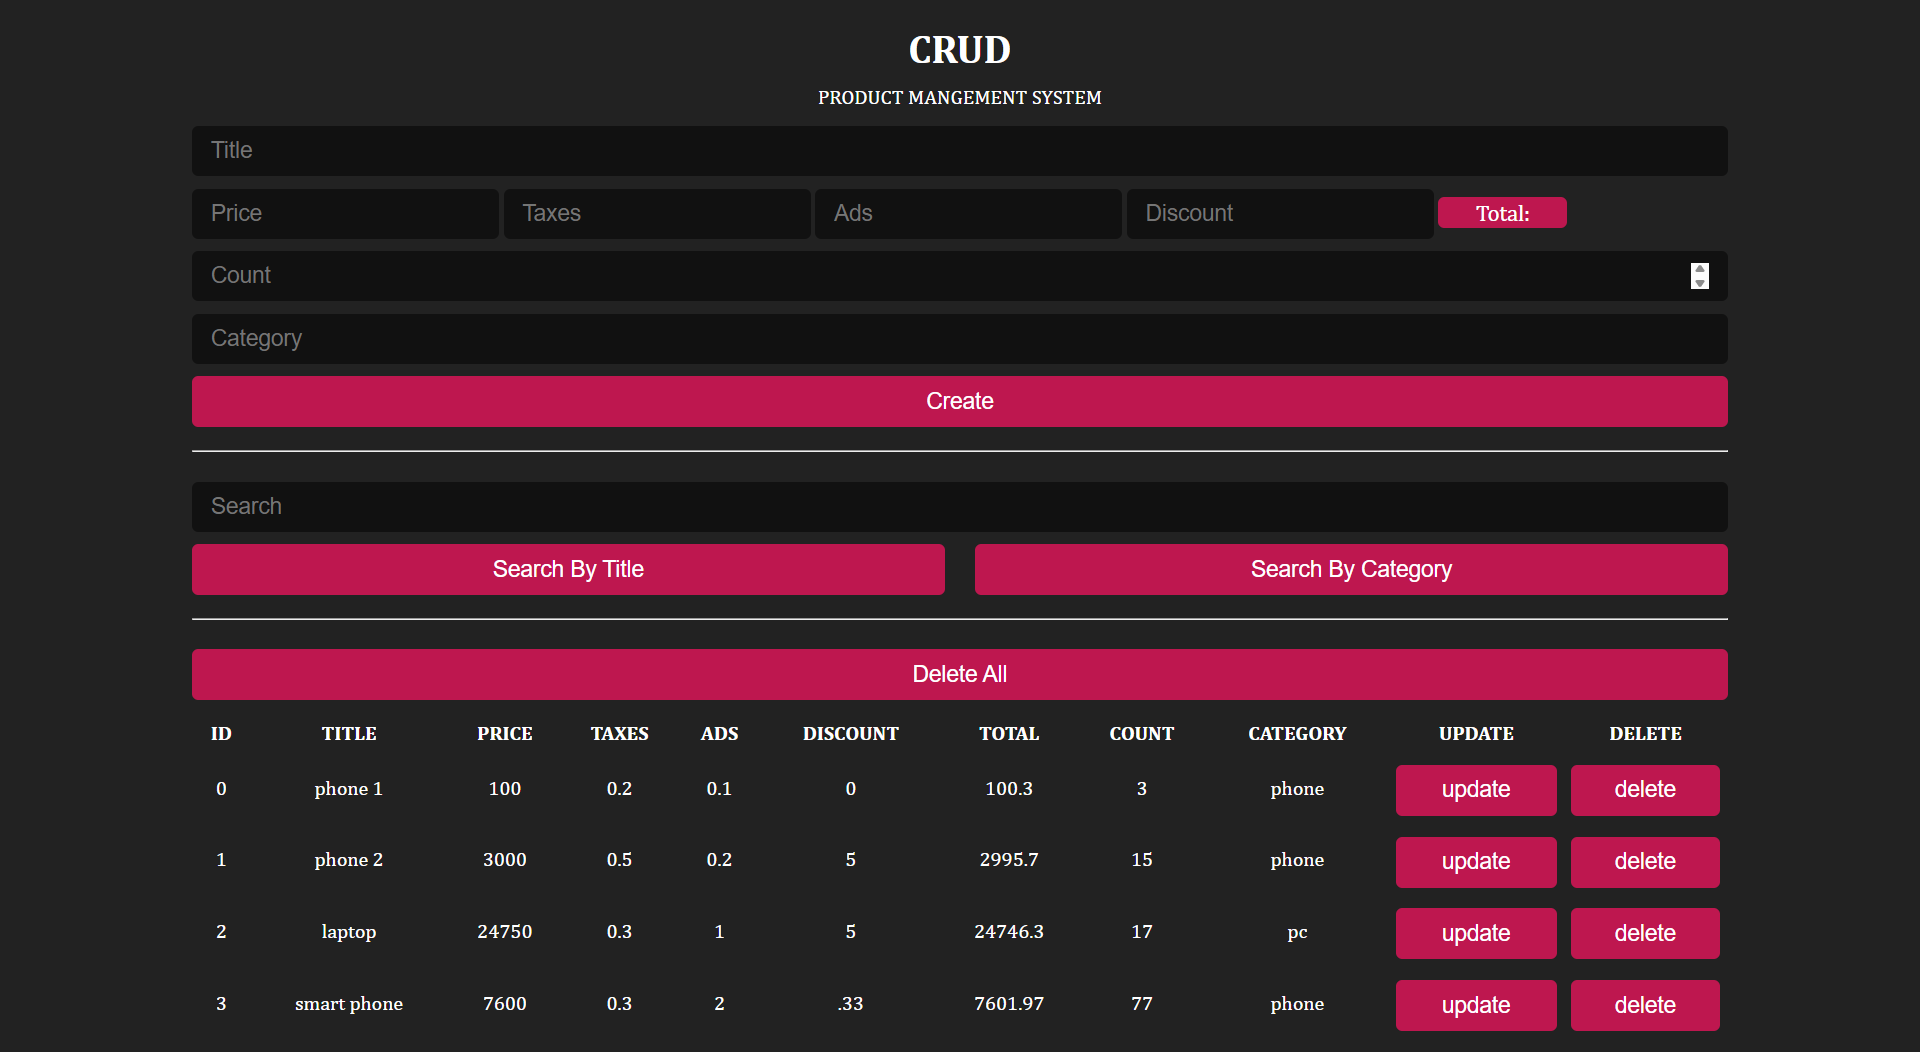 CRUD
PRODUCT MANGEMENT SYSTEM
Title
Price Taxes Ads Discount Total:
Count
Category
Create
Search
Search By Title Search By Category
Delete All
ID TITLE PRICE TAXES ADS DISCOUNT TOTAL COUNT CATEGORY UPDATE DELETE
0 phone 1 100 0.2 0.1 0 100.3 3 phone update delete
1 phone 2 3000 0.5 0.2 5 2995.7 15 phone update delete
2 laptop 24750 0.3 1 5 24746.3 17 pc update delete
3 smart phone 7600 0.3 2 .33 7601.97 77 phone update delete